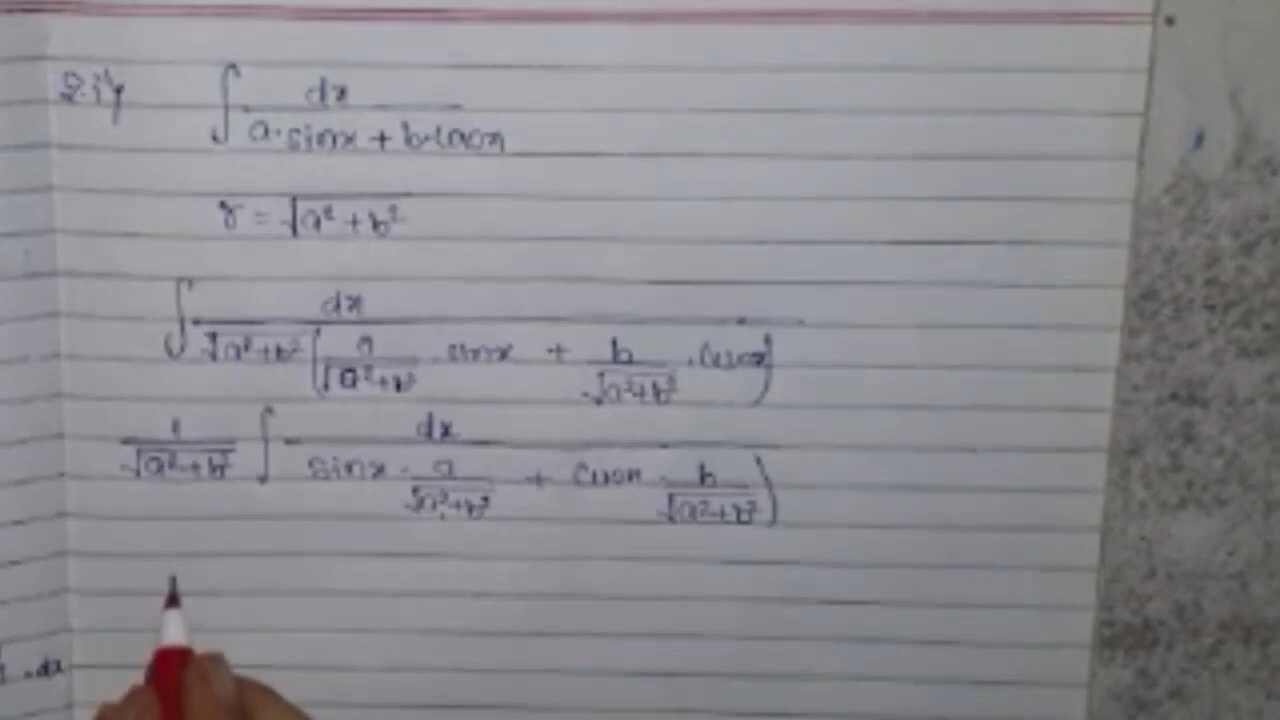 ∫ dx / (a·sinx + b·cosx)
r = √(a² + b²)
∫ dx / (√(a²+b²) (a/√(a²+b²) · sinx + b/√(a²+b²) · cosx))
1/√(a²+b²) ∫ dx / (sinx · a/√(a²+b²) + cosx · b/√(a²+b²))
· dx